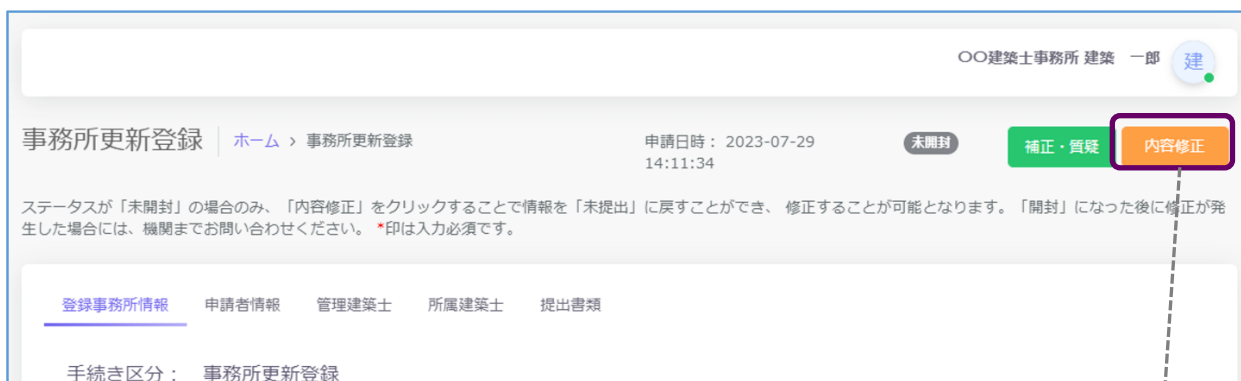 〇〇建築士事務所 建築　一郎 建
事務所更新登録 ホーム > 事務所更新登録 申請日時： 2023-07-29 14:11:34 未開封 補正・質疑 内容修正
ステータスが「未開封」の場合のみ、「内容修正」をクリックすることで情報を「未提出」に戻すことができ、 修正することが可能となります。「開封」になった後に修正が発
生した場合には、機関までお問い合わせください。 *印は入力必須です。
登録事務所情報 申請者情報 管理建築士 所属建築士 提出書類
手続き区分： 事務所更新登録